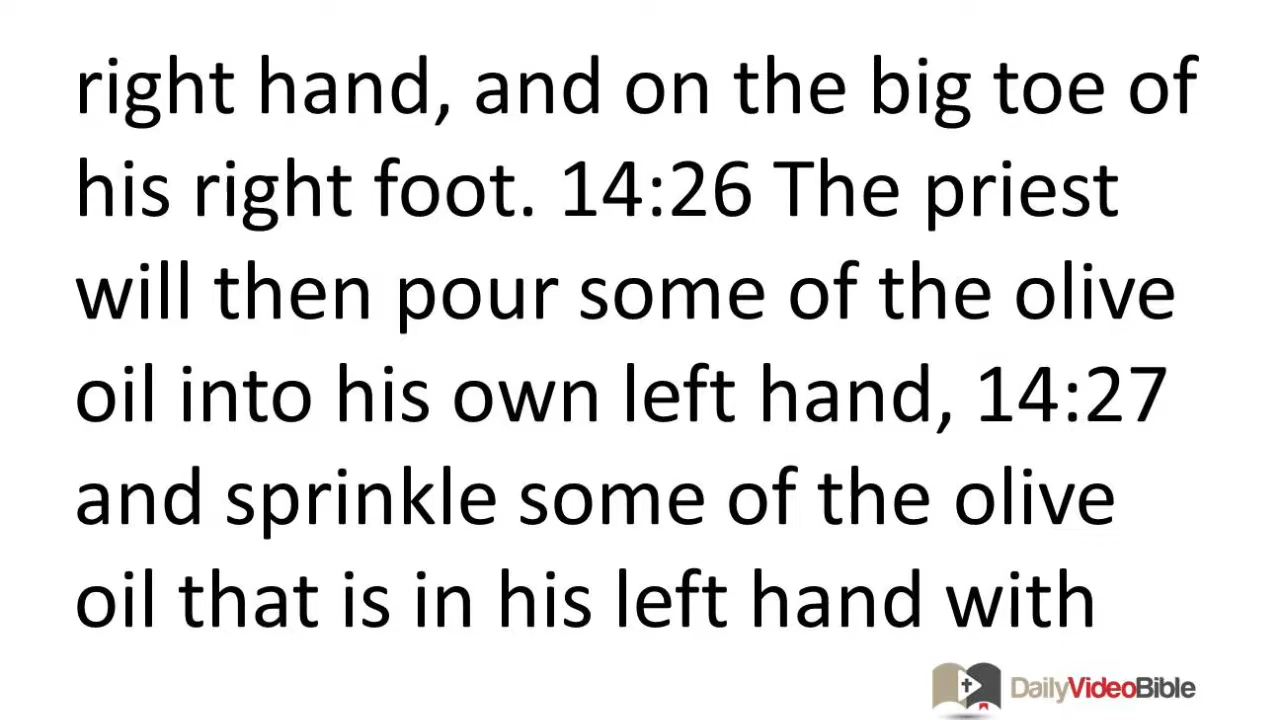 right hand, and on the big toe of
his right foot. 14:26 The priest
will then pour some of the olive
oil into his own left hand, 14:27
and sprinkle some of the olive
oil that is in his left hand with
DailyVideoBible